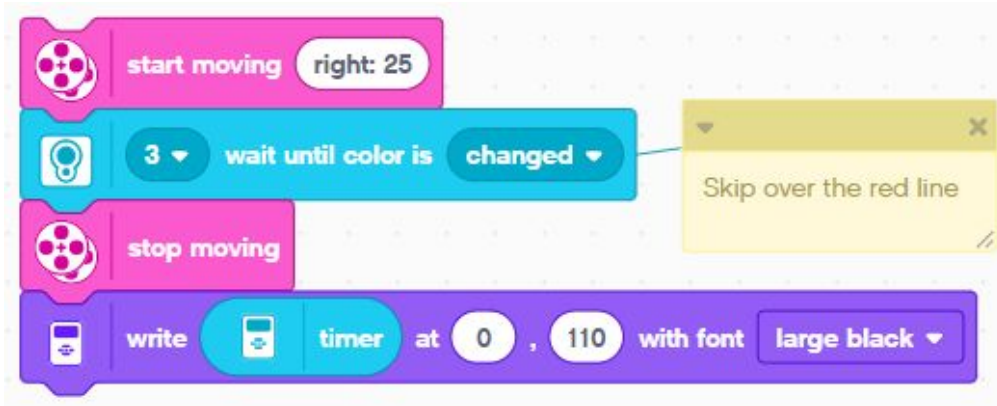 start moving right: 25
3 wait until color is changed
Skip over the red line
stop moving
write timer at 0 , 110 with font large black